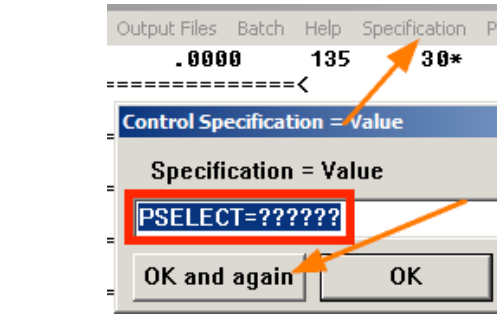 Output Files Batch Help Specification P
.0000 135 30*
==============<
Control Specification = Value
Specification = Value
PSELECT=??????
OK and again OK